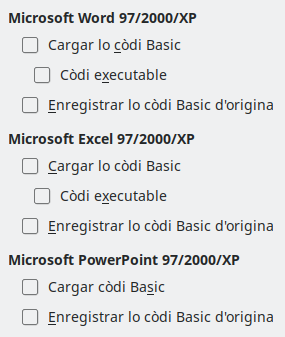 Microsoft Word 97/2000/XP
Cargar lo còdi Basic
Còdi executable
Enregistrar lo còdi Basic d'origina
Microsoft Excel 97/2000/XP
Cargar lo còdi Basic
Còdi executable
Enregistrar lo còdi Basic d'origina
Microsoft PowerPoint 97/2000/XP
Cargar còdi Basic
Enregistrar lo còdi Basic d'origina